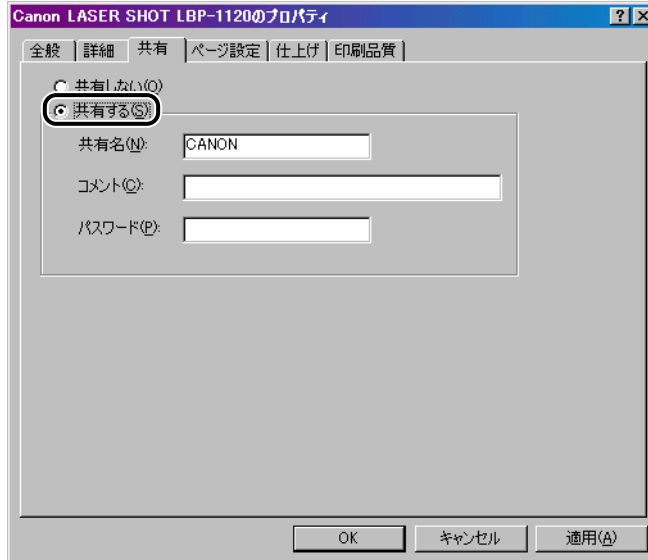 Canon LASER SHOT LBP-1120のプロパティ
全般 詳細 共有 ページ設定 仕上げ 印刷品質
共有しない(O)
共有する(S)
共有名(N): CANON
コメント(C):
パスワード(P):
OK キャンセル 適用(A)